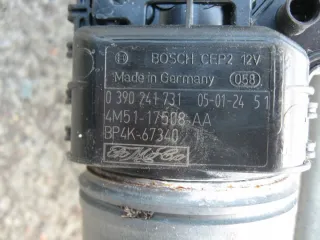 BOSCH CEP2 12V
Made in Germany 058
0 390 241 731 05-01-24 51
4M51-17508-AA
BP4K-67340